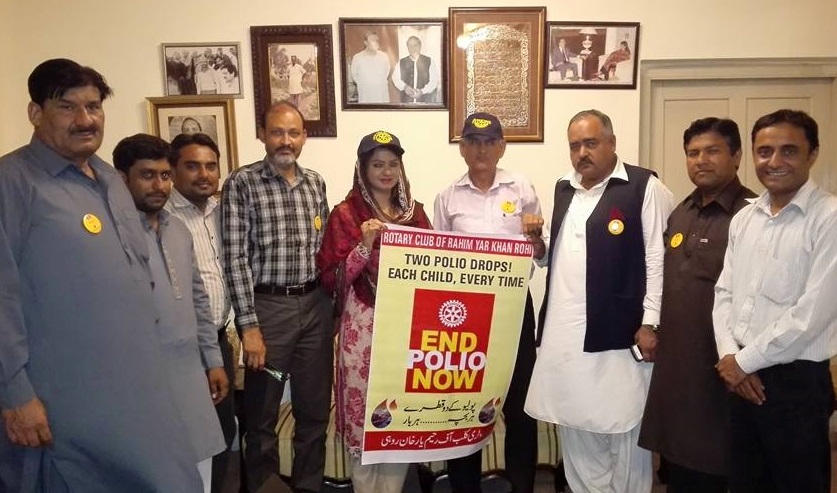 ROTARY CLUB OF RAHIM YAR KHAN ROHI
TWO POLIO DROPS!
EACH CHILD, EVERY TIME
END
POLIO
NOW
پولیو کے دو قطرے
ہر بچہ............ہر بار
روٹری کلب آف رحیم یار خان روہی